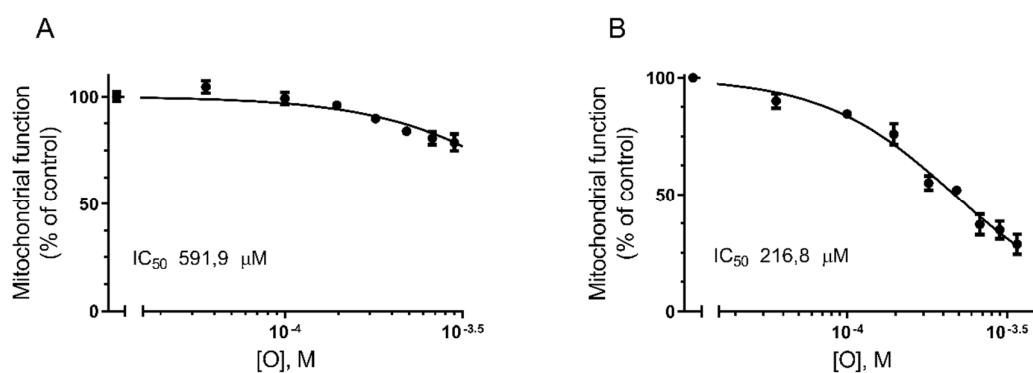 A
Mitochondrial function
(% of control)
100
50
0
IC50 591,9 µM
10-4
10-3.5
[O], M
B
Mitochondrial function
(% of control)
100
50
0
IC50 216,8 µM
10-4
10-3.5
[O], M